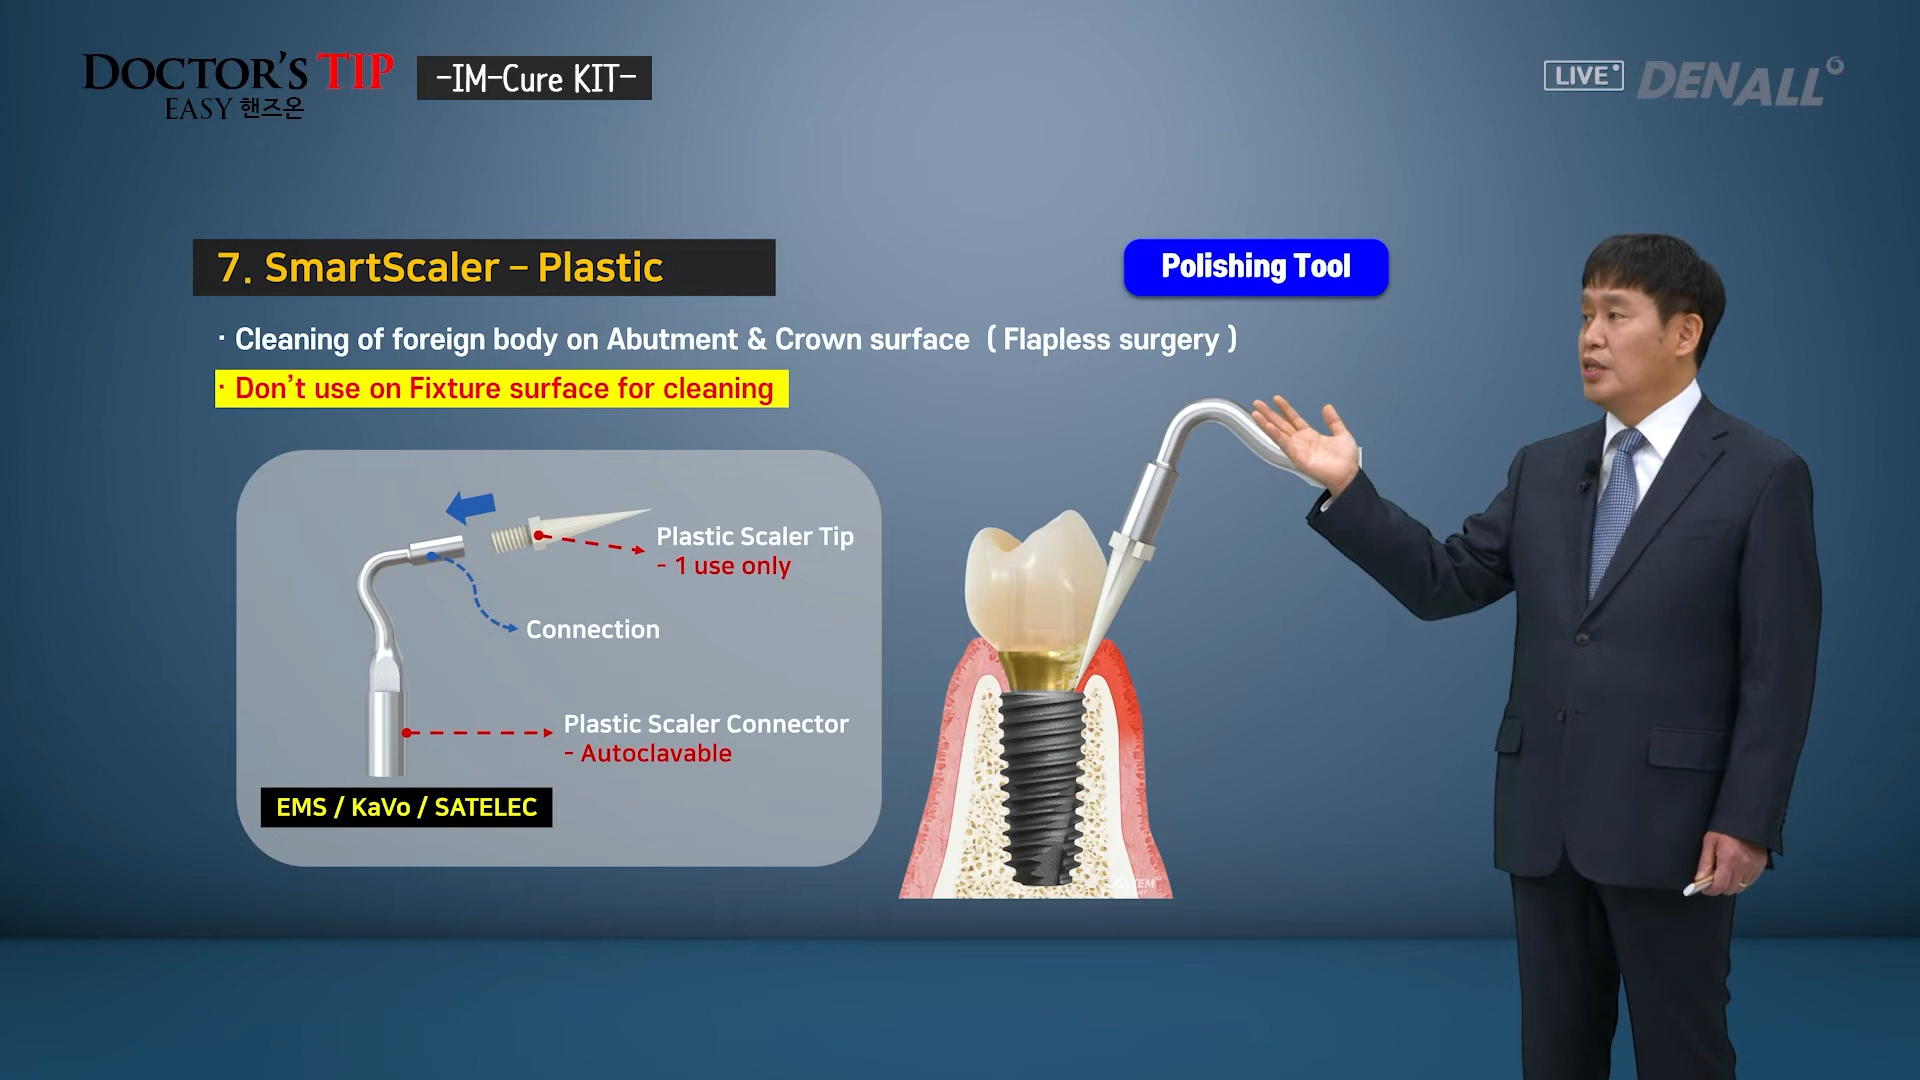 DOCTOR'S TIP
EASY 핸즈온
-IM-Cure KIT-
LIVE DENALL
7. SmartScaler – Plastic
Polishing Tool
· Cleaning of foreign body on Abutment & Crown surface ( Flapless surgery )
· Don't use on Fixture surface for cleaning
Plastic Scaler Tip
- 1 use only
Connection
Plastic Scaler Connector
- Autoclavable
EMS / KaVo / SATELEC